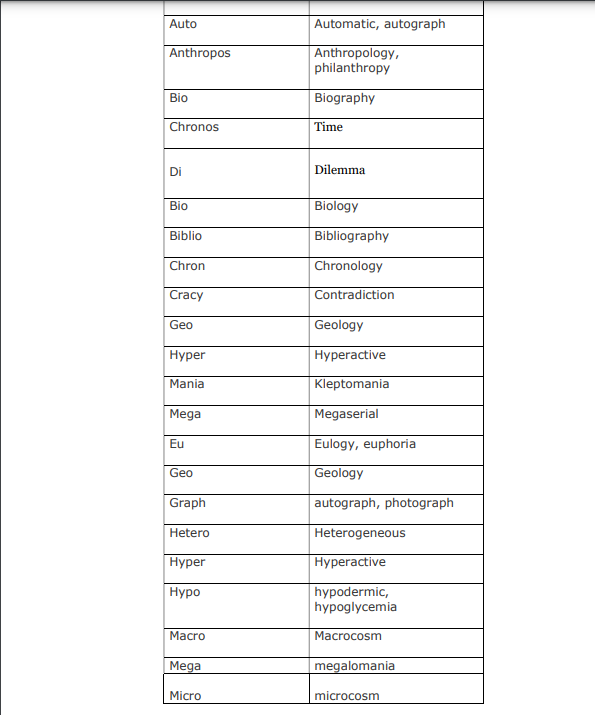 Auto Automatic, autograph
Anthropos Anthropology,
philanthropy
Bio Biography
Chronos Time
Di Dilemma
Bio Biology
Biblio Bibliography
Chron Chronology
Cracy Contradiction
Geo Geology
Hyper Hyperactive
Mania Kleptomania
Mega Megaserial
Eu Eulogy, euphoria
Geo Geology
Graph autograph, photograph
Hetero Heterogeneous
Hyper Hyperactive
Hypo hypodermic,
hypoglycemia
Macro Macrocosm
Mega megalomania
Micro microcosm